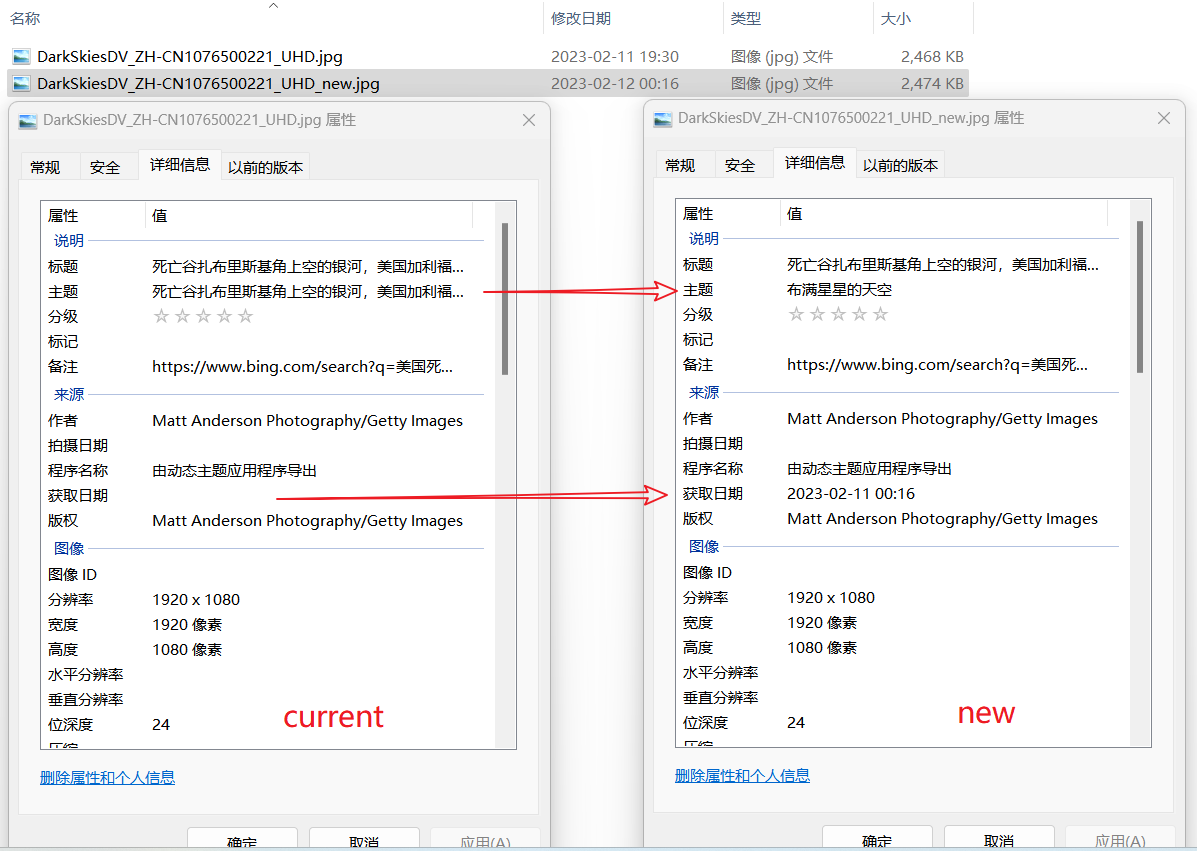 名称 修改日期 类型 大小
DarkSkiesDV_ZH-CN1076500221_UHD.jpg 2023-02-11 19:30 图像 (jpg) 文件 2,468 KB
DarkSkiesDV_ZH-CN1076500221_UHD_new.jpg 2023-02-12 00:16 图像 (jpg) 文件 2,474 KB
DarkSkiesDV_ZH-CN1076500221_UHD.jpg 属性
常规 安全 详细信息 以前的版本
属性 值
说明
标题 死亡谷扎布里斯基角上空的银河，美国加利福...
主题 死亡谷扎布里斯基角上空的银河，美国加利福...
分级 ☆☆☆☆☆
标记
备注 https://www.bing.com/search?q=美国死...
来源
作者 Matt Anderson Photography/Getty Images
拍摄日期
程序名称 由动态主题应用程序导出
获取日期
版权 Matt Anderson Photography/Getty Images
图像
图像 ID
分辨率 1920 x 1080
宽度 1920 像素
高度 1080 像素
水平分辨率
垂直分辨率
位深度 24
current
删除属性和个人信息
确定 取消 应用(A)
DarkSkiesDV_ZH-CN1076500221_UHD_new.jpg 属性
常规 安全 详细信息 以前的版本
属性 值
说明
标题 死亡谷扎布里斯基角上空的银河，美国加利福...
主题 布满星星的天空
分级 ☆☆☆☆☆
标记
备注 https://www.bing.com/search?q=美国死...
来源
作者 Matt Anderson Photography/Getty Images
拍摄日期
程序名称 由动态主题应用程序导出
获取日期 2023-02-11 00:16
版权 Matt Anderson Photography/Getty Images
图像
图像 ID
分辨率 1920 x 1080
宽度 1920 像素
高度 1080 像素
水平分辨率
垂直分辨率
位深度 24
new
删除属性和个人信息
确定 取消 应用(A)